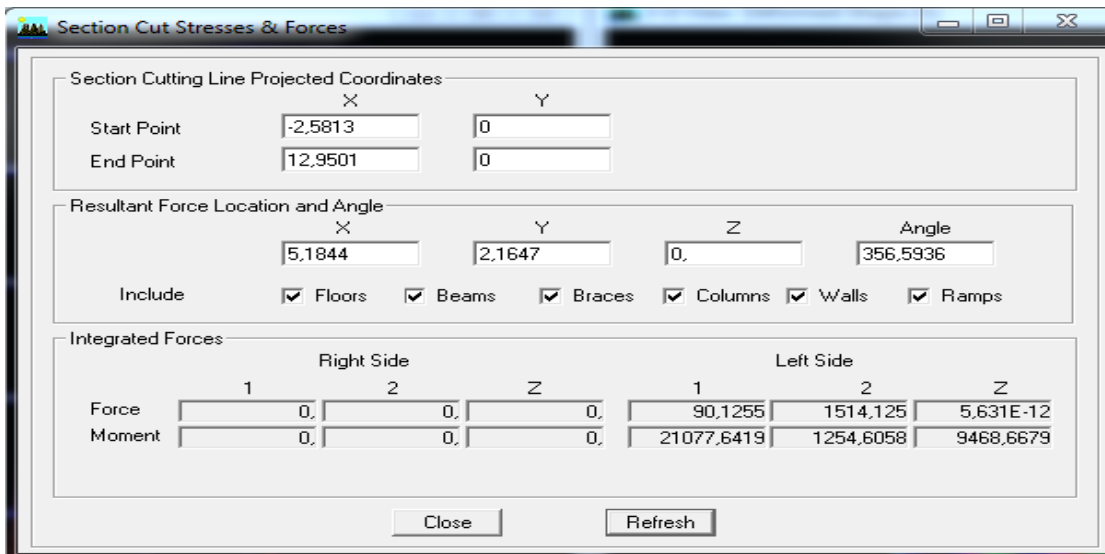 Section Cut Stresses & Forces
Section Cutting Line Projected Coordinates
X Y
Start Point -2,5813 0
End Point 12,9501 0
Resultant Force Location and Angle
X Y Z Angle
5,1844 2,1647 0, 356,5936
Include Floors Beams Braces Columns Walls Ramps
Integrated Forces
Right Side Left Side
1 2 Z 1 2 Z
Force 0, 0, 0, 90,1255 1514,125 5,631E-12
Moment 0, 0, 0, 21077,6419 1254,6058 9468,6679
Close Refresh